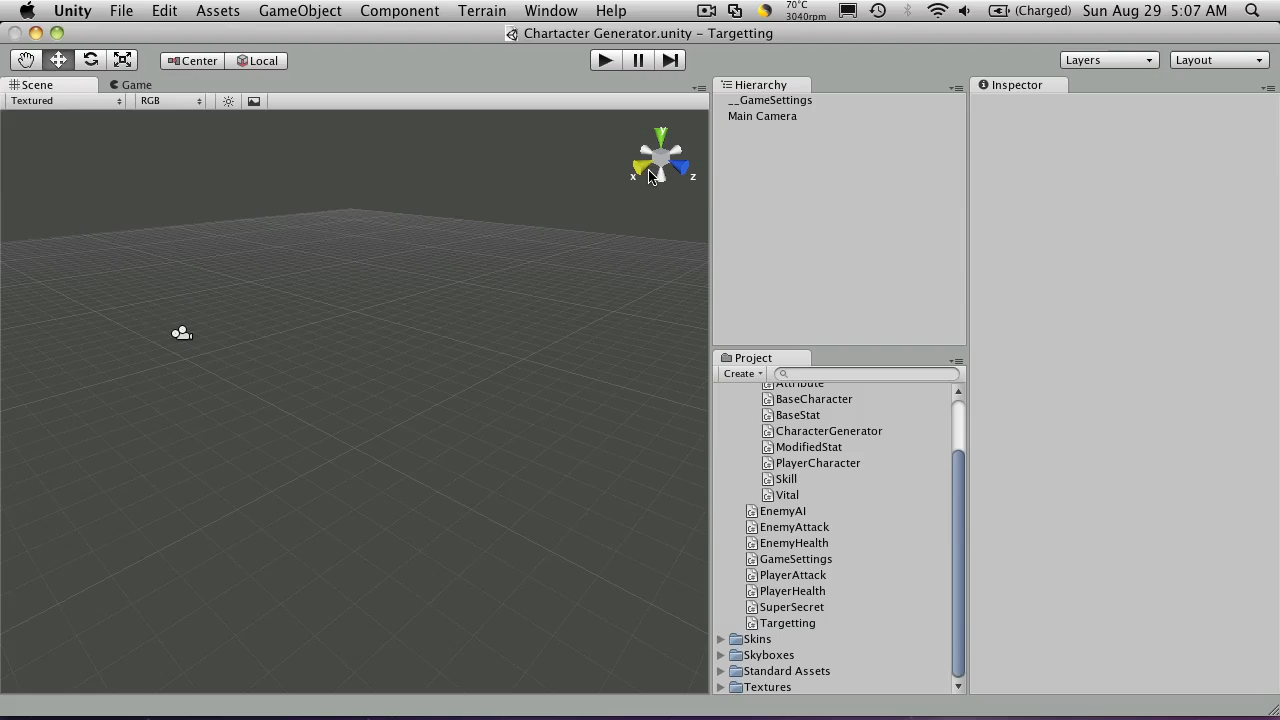 Unity File Edit Assets GameObject Component Terrain Window Help 70°C 3040rpm (Charged) Sun Aug 29 5:07 AM
Chartacter Generator.unity - Targetting
Center Local Layers Layout
Scene Game Hierarchy Inspector
Textured RGB
__GameSettings
Main Camera
y
x z
Project
Create
Attribute
BaseCharacter
BaseStat
CharacterGenerator
ModifiedStat
PlayerCharacter
Skill
Vital
EnemyAI
EnemyAttack
EnemyHealth
GameSettings
PlayerAttack
PlayerHealth
SuperSecret
Targetting
Skins
Skyboxes
Standard Assets
Textures